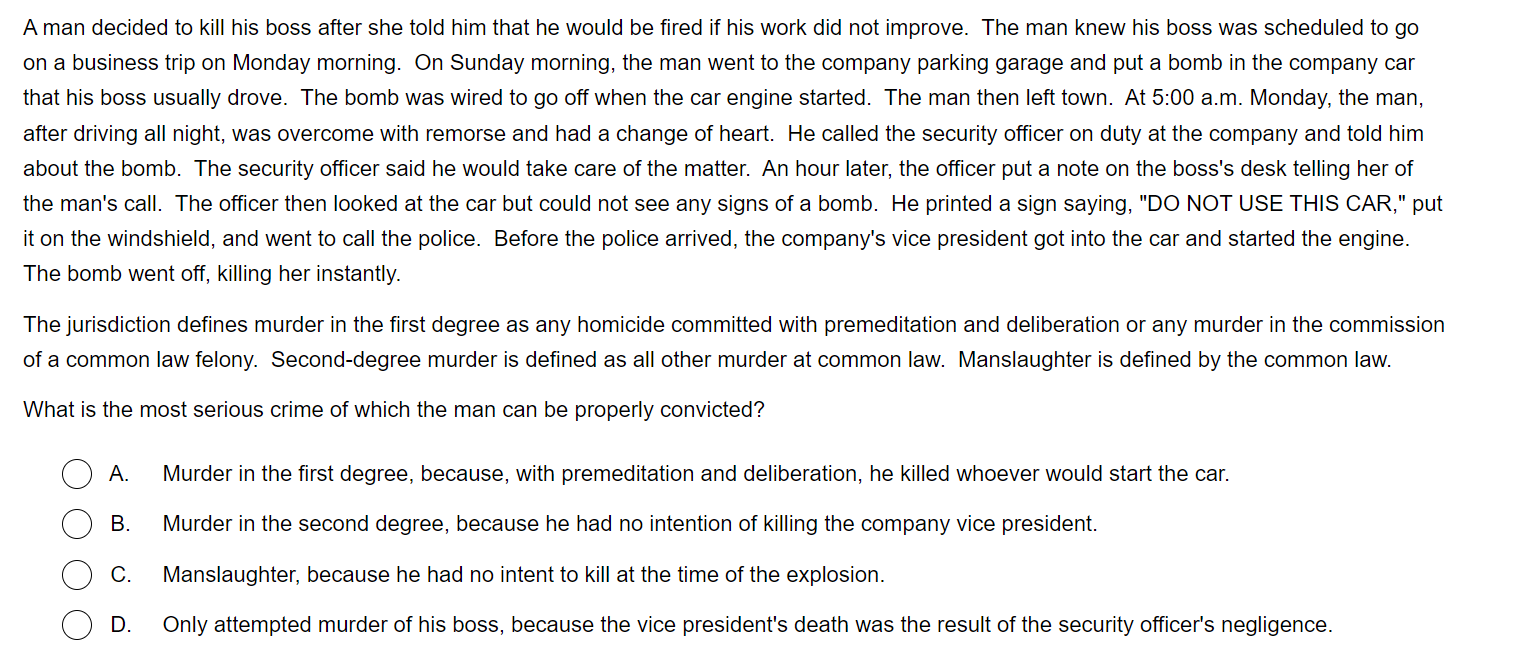 A man decided to kill his boss after she told him that he would be fired if his work did not improve.  The man knew his boss was scheduled to go
on a business trip on Monday morning.  On Sunday morning, the man went to the company parking garage and put a bomb in the company car
that his boss usually drove.  The bomb was wired to go off when the car engine started.  The man then left town.  At 5:00 a.m. Monday, the man,
after driving all night, was overcome with remorse and had a change of heart.  He called the security officer on duty at the company and told him
about the bomb.  The security officer said he would take care of the matter.  An hour later, the officer put a note on the boss's desk telling her of
the man's call.  The officer then looked at the car but could not see any signs of a bomb.  He printed a sign saying, "DO NOT USE THIS CAR," put
it on the windshield, and went to call the police.  Before the police arrived, the company's vice president got into the car and started the engine.
The bomb went off, killing her instantly.
The jurisdiction defines murder in the first degree as any homicide committed with premeditation and deliberation or any murder in the commission
of a common law felony.  Second-degree murder is defined as all other murder at common law.  Manslaughter is defined by the common law.
What is the most serious crime of which the man can be properly convicted?
A. Murder in the first degree, because, with premeditation and deliberation, he killed whoever would start the car.
B. Murder in the second degree, because he had no intention of killing the company vice president.
C. Manslaughter, because he had no intent to kill at the time of the explosion.
D. Only attempted murder of his boss, because the vice president's death was the result of the security officer's negligence.